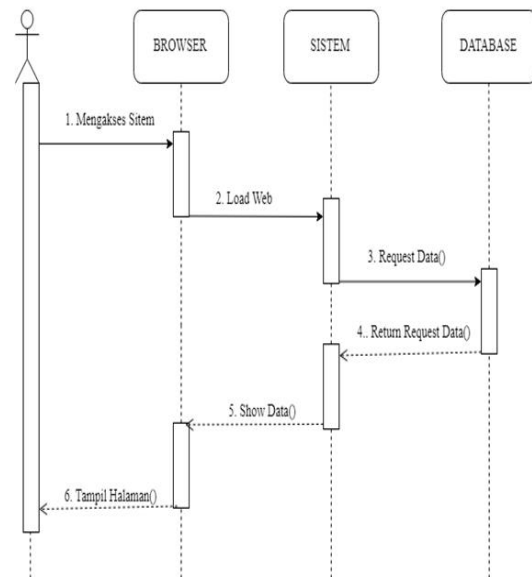 BROWSER
SISTEM
DATABASE
1. Mengakses Sitem
2. Load Web
3. Request Data()
4.. Return Request Data()
5. Show Data()
6. Tampil Halaman()